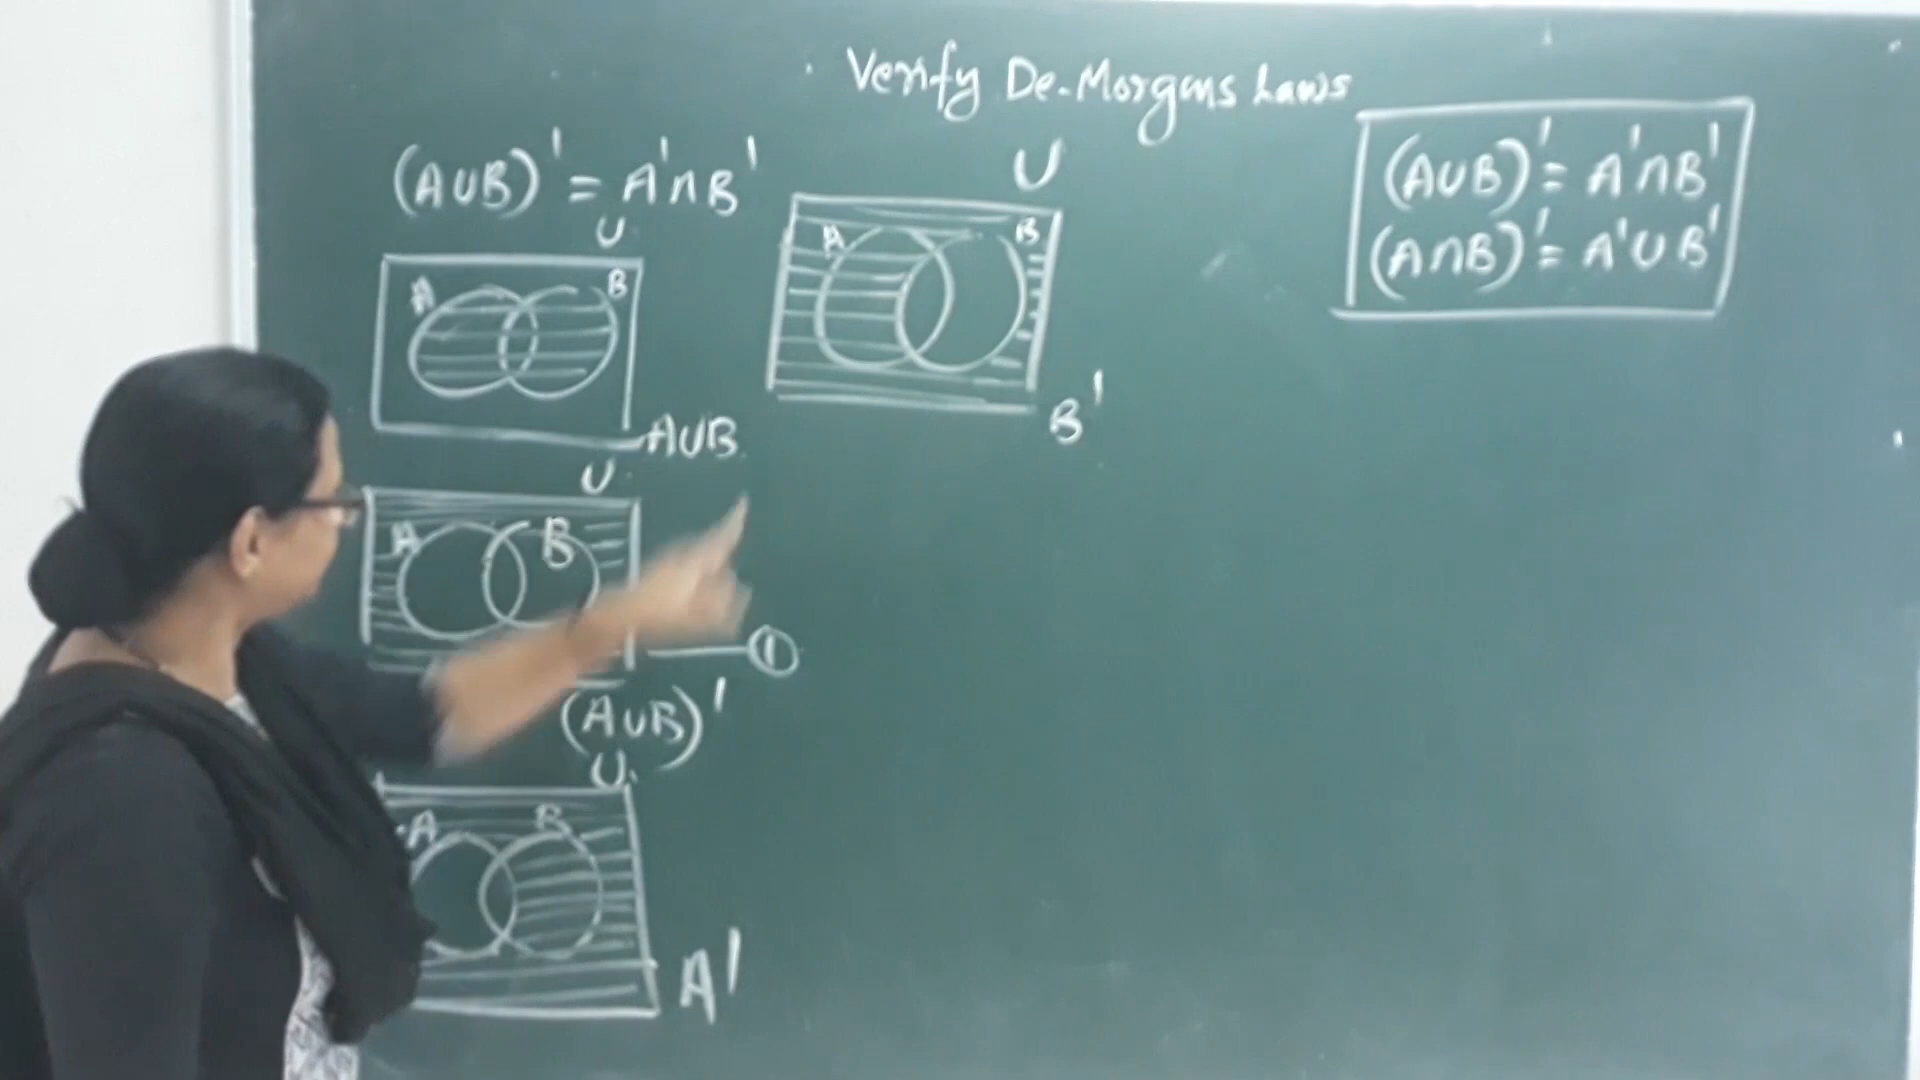 Verify De-Morgans Laws
(A∪B)' = A'∩B'
U
A B
A∪B
U
A B
(A∪B)'
①
U
A B
A'
U
A B
B'
(A∪B)' = A'∩B'
(A∩B)' = A'∪B'